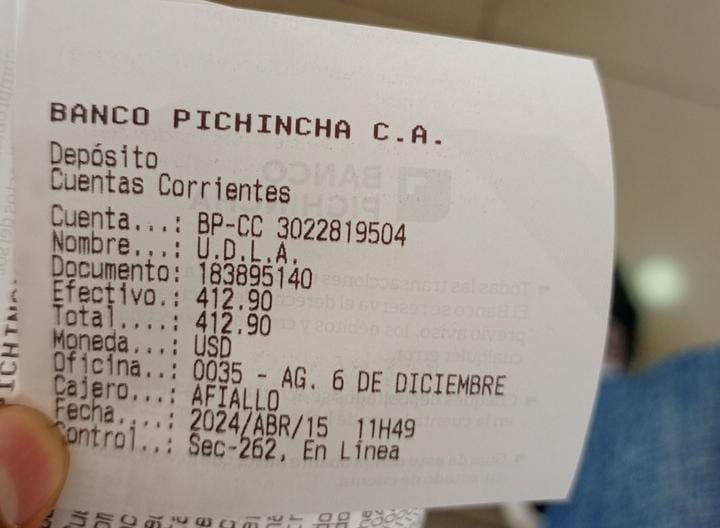 BANCO PICHINCHA C.A.
Depósito
Cuentas Corrientes
Cuenta...: BP-CC 3022819504
Nombre...: U.D.L.A.
Documento: 183895140
Efectivo.: 412.90
Total....: 412.90
Moneda...: USD
Oficina..: 0035 - AG. 6 DE DICIEMBRE
Cajero...: AFIALLO
Fecha....: 2024/ABR/15 11H49
ontrol..: Sec-262, En Línea